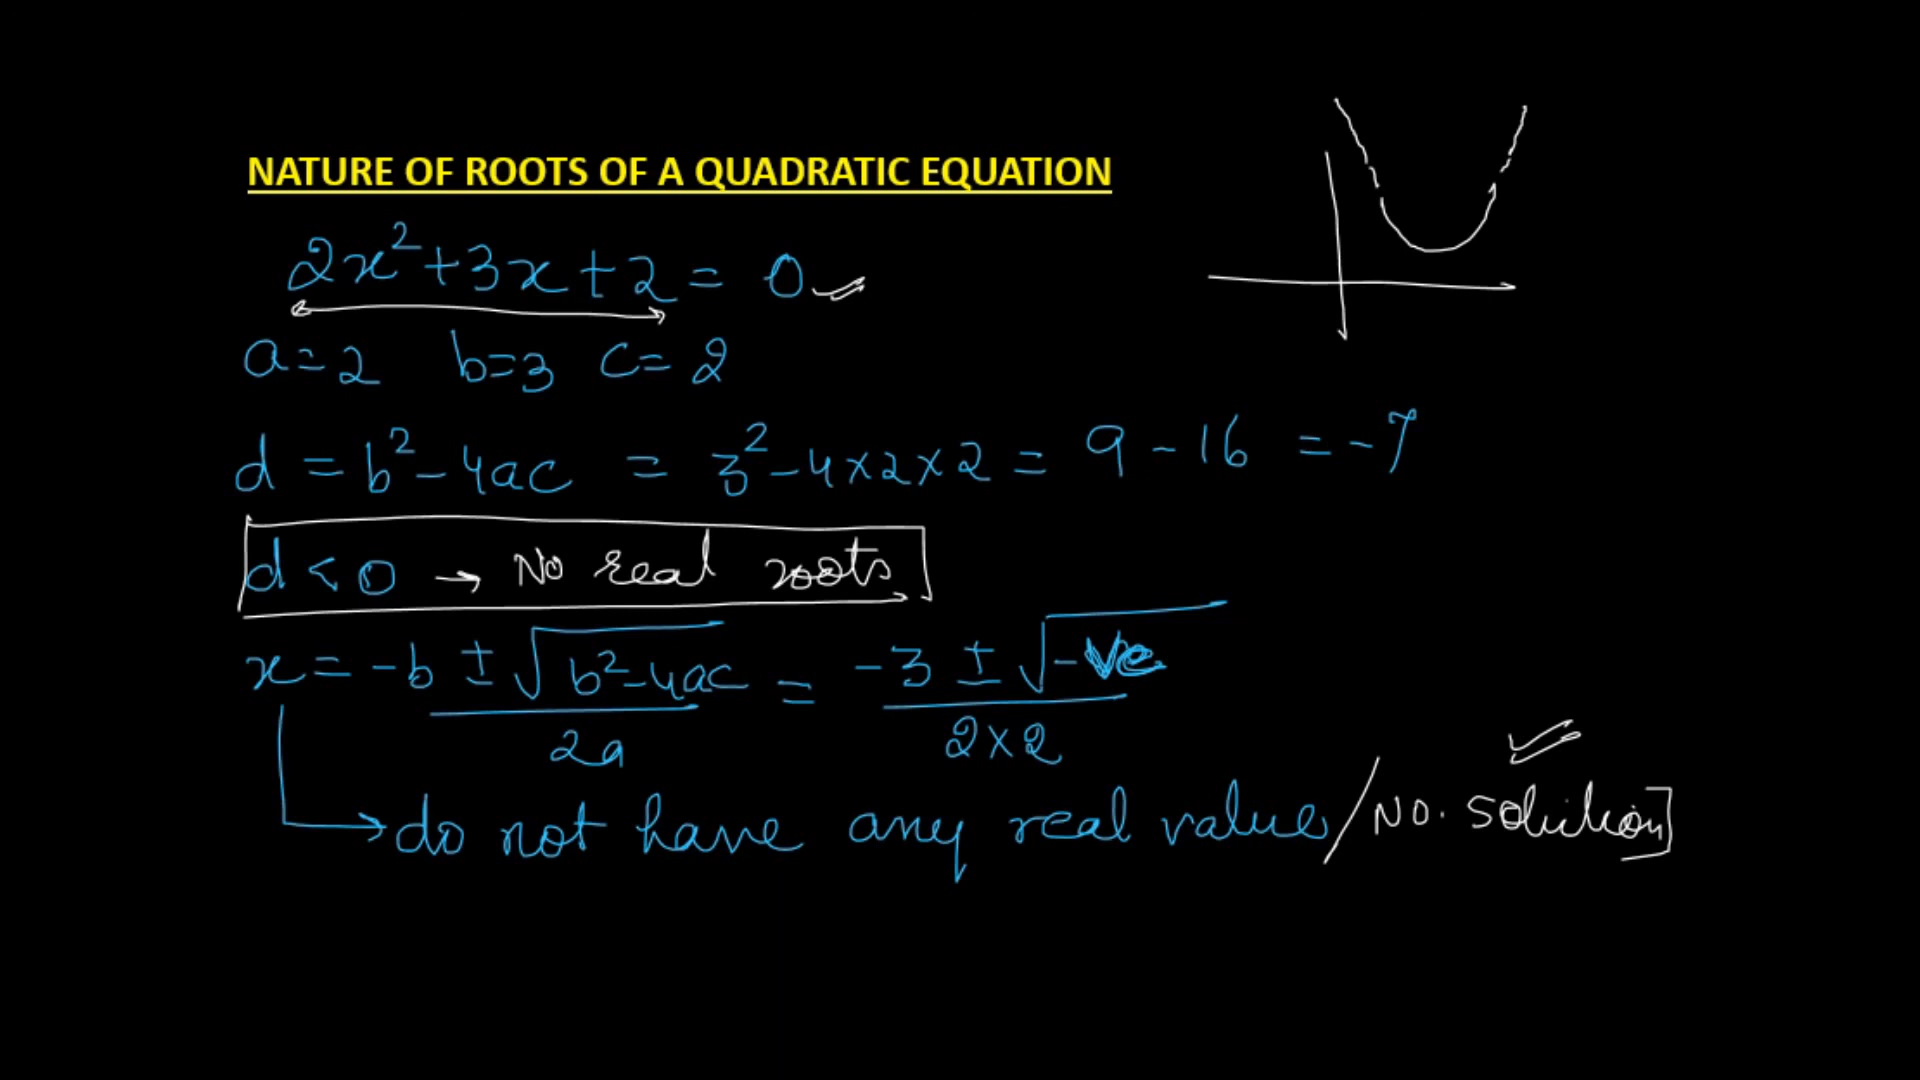 NATURE OF ROOTS OF A QUADRATIC EQUATION
2x²+3x+2 = 0
a=2 b=3 c=2
d = b²-4ac = 3²-4×2×2 = 9-16 = -7
d<0 → No real roots
x = -b ± √b²-4ac / 2a = -3 ± √-ve / 2×2
→ do not have any real value/No. solution]